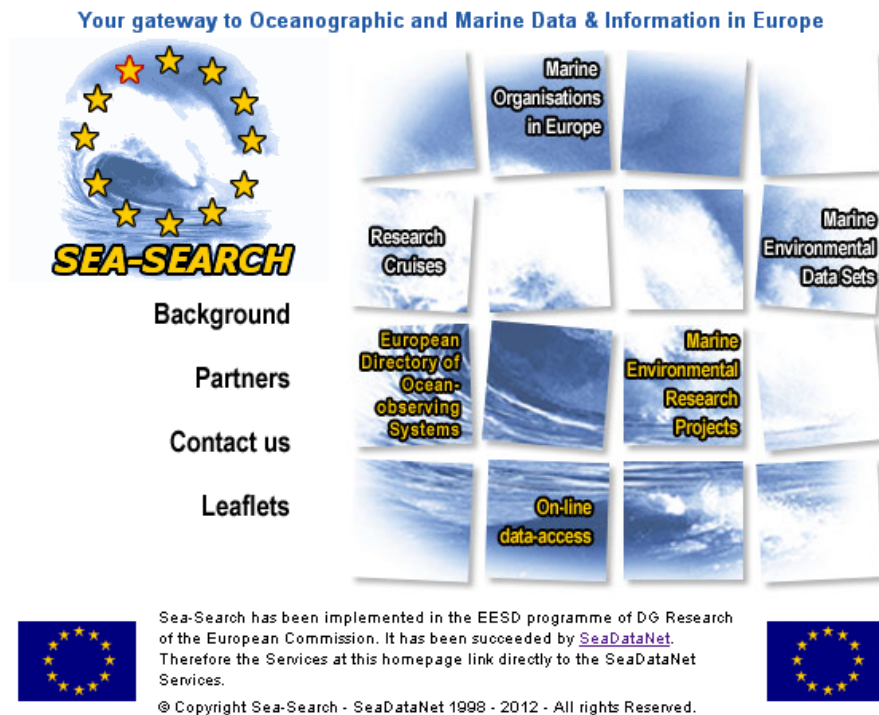 Your gateway to Oceanographic and Marine Data & Information in Europe
SEA-SEARCH
Background
Partners
Contact us
Leaflets
Marine
Organisations
in Europe
Research
Cruises
Marine
Environmental
Data Sets
European
Directory of
Ocean-
observing
Systems
Marine
Environmental
Research
Projects
On-line
data-access
Sea-Search has been implemented in the EESD programme of DG Research
of the European Commission. It has been succeeded by SeaDataNet.
Therefore the Services at this homepage link directly to the SeaDataNet
Services.
© Copyright Sea-Search - SeaDataNet 1998 - 2012 - All rights Reserved.